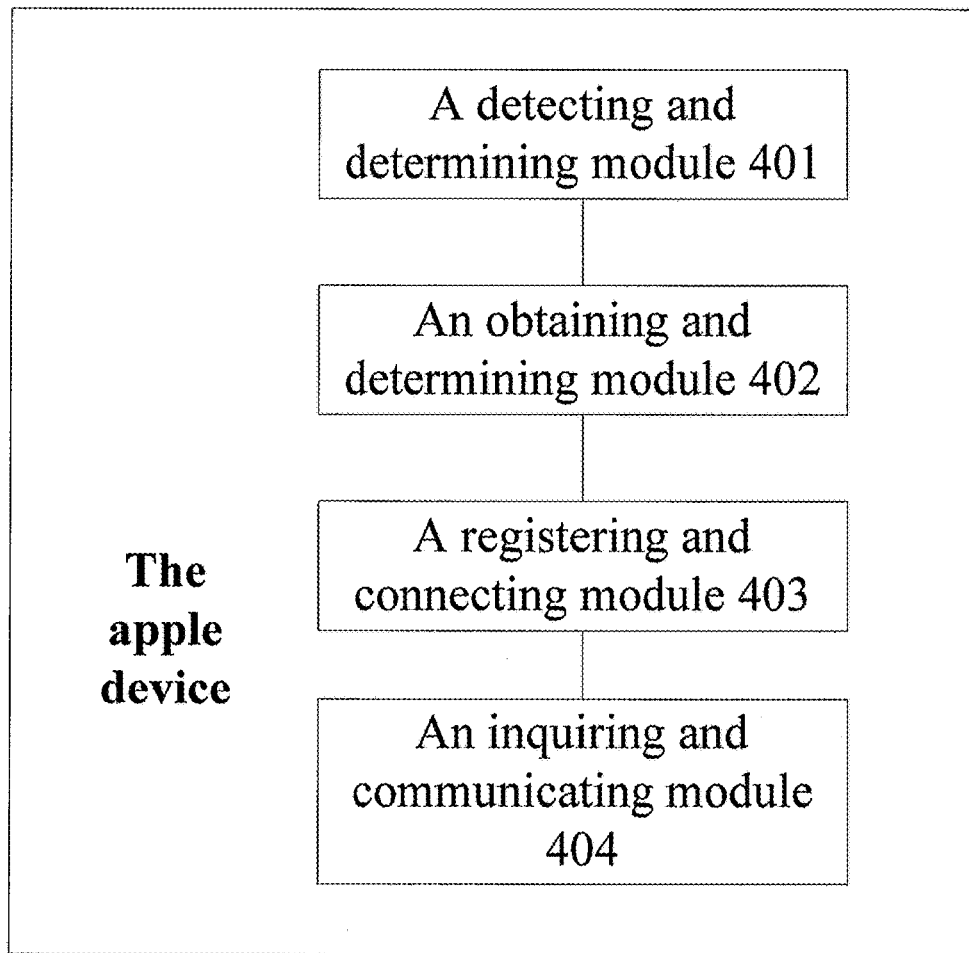 A detecting and
determining module 401
An obtaining and
determining module 402
A registering and
connecting module 403
The
apple
device
An inquiring and
communicating module
404